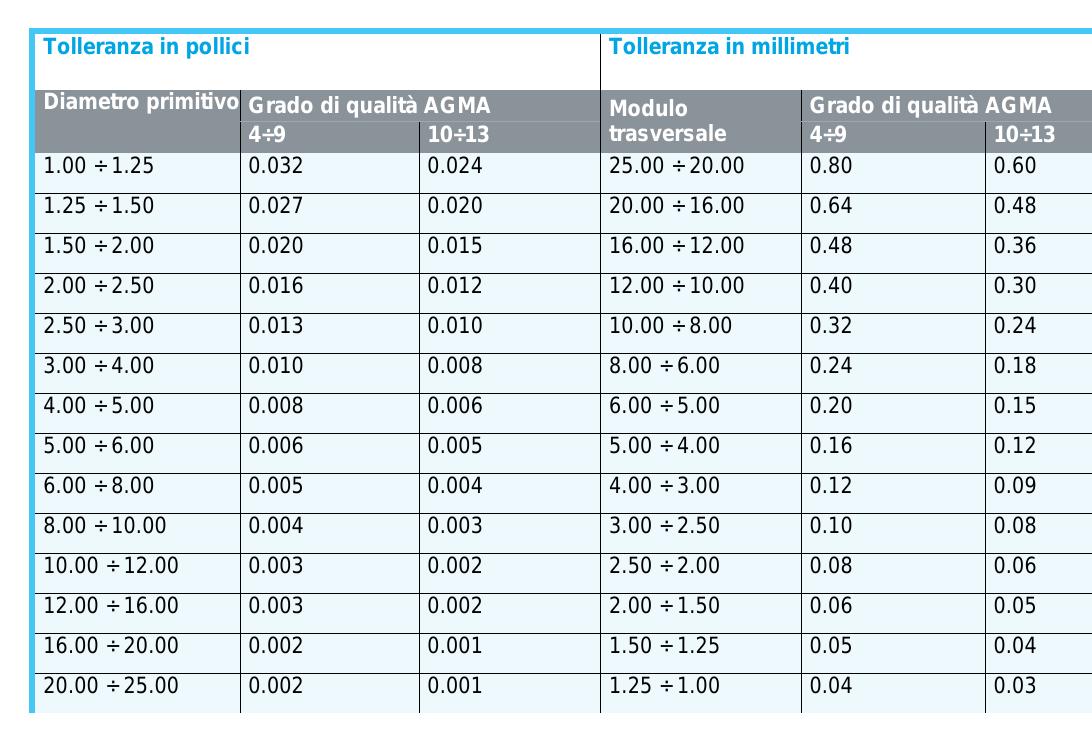 Tolleranza in pollici Tolleranza in millimetri
Diametro primitivo Grado di qualità AGMA Modulo trasversale Grado di qualità AGMA
4÷9 10÷13 4÷9 10÷13
1.00 ÷ 1.25 0.032 0.024 25.00 ÷ 20.00 0.80 0.60
1.25 ÷ 1.50 0.027 0.020 20.00 ÷ 16.00 0.64 0.48
1.50 ÷ 2.00 0.020 0.015 16.00 ÷ 12.00 0.48 0.36
2.00 ÷ 2.50 0.016 0.012 12.00 ÷ 10.00 0.40 0.30
2.50 ÷ 3.00 0.013 0.010 10.00 ÷ 8.00 0.32 0.24
3.00 ÷ 4.00 0.010 0.008 8.00 ÷ 6.00 0.24 0.18
4.00 ÷ 5.00 0.008 0.006 6.00 ÷ 5.00 0.20 0.15
5.00 ÷ 6.00 0.006 0.005 5.00 ÷ 4.00 0.16 0.12
6.00 ÷ 8.00 0.005 0.004 4.00 ÷ 3.00 0.12 0.09
8.00 ÷ 10.00 0.004 0.003 3.00 ÷ 2.50 0.10 0.08
10.00 ÷ 12.00 0.003 0.002 2.50 ÷ 2.00 0.08 0.06
12.00 ÷ 16.00 0.003 0.002 2.00 ÷ 1.50 0.06 0.05
16.00 ÷ 20.00 0.002 0.001 1.50 ÷ 1.25 0.05 0.04
20.00 ÷ 25.00 0.002 0.001 1.25 ÷ 1.00 0.04 0.03